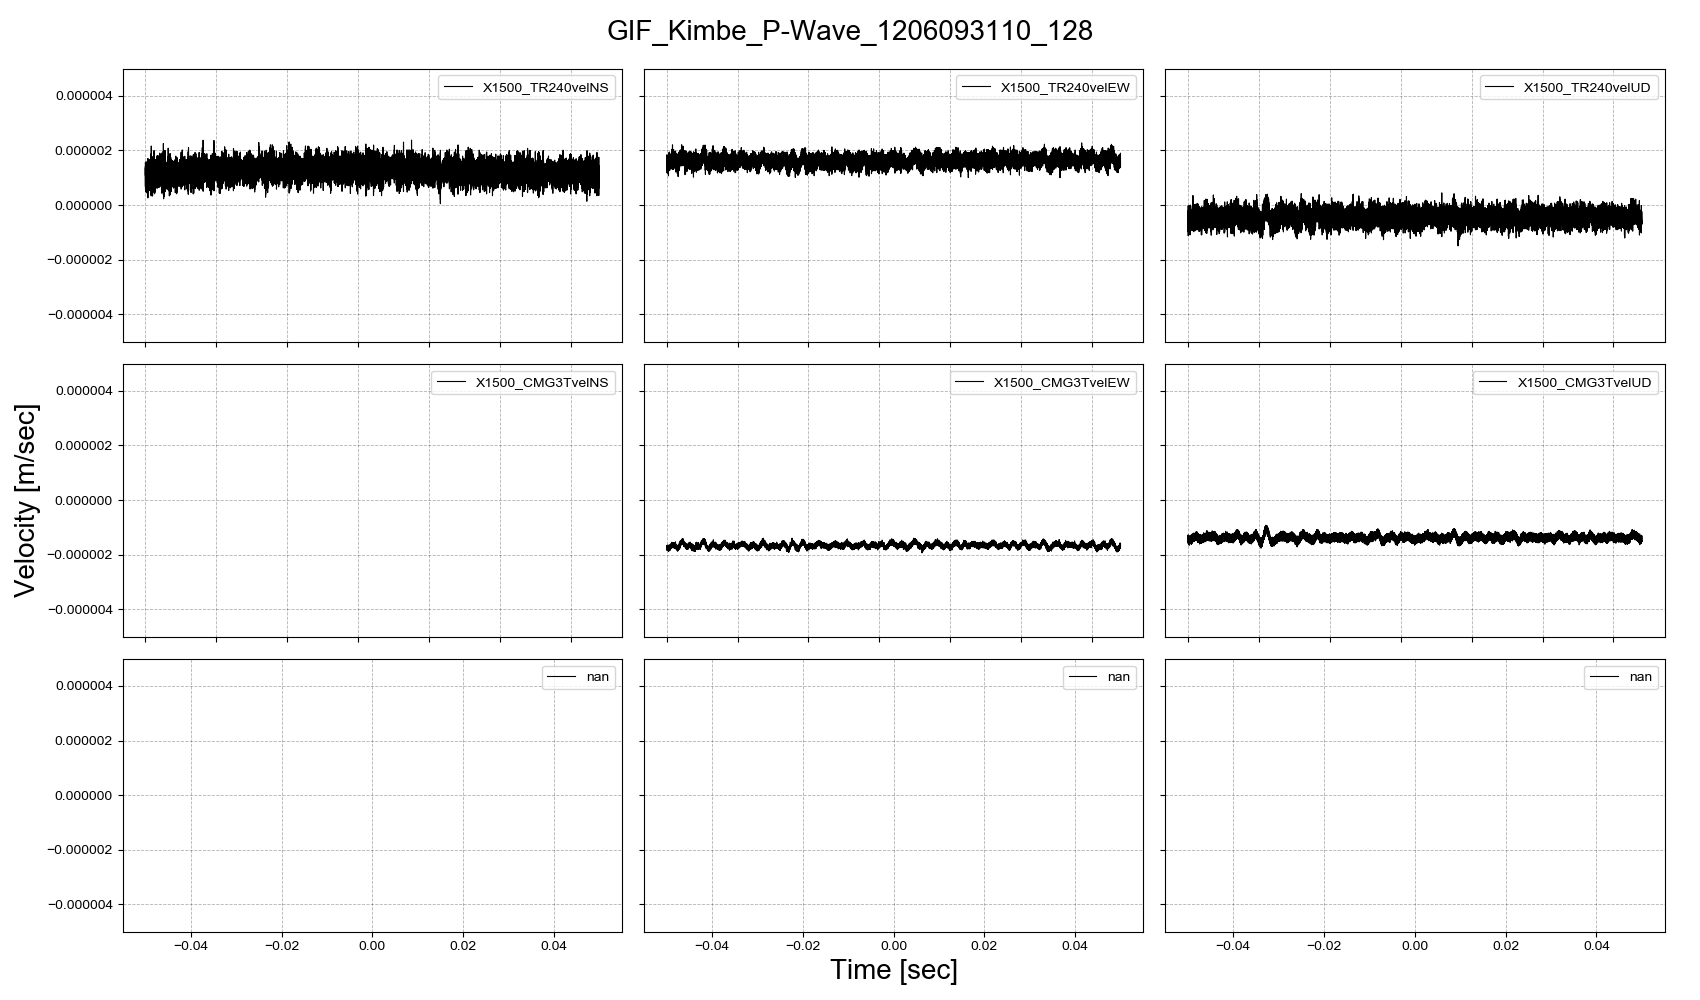 GIF_Kimbe_P-Wave_1206093110_128
X1500_TR240velNS
X1500_TR240velEW
X1500_TR240velUD
0.000004
0.000002
0.000000
−0.000002
−0.000004
X1500_CMG3TvelNS
X1500_CMG3TvelEW
X1500_CMG3TvelUD
0.000004
0.000002
0.000000
−0.000002
−0.000004
Velocity [m/sec]
nan
nan
nan
0.000004
0.000002
0.000000
−0.000002
−0.000004
−0.04 −0.02 0.00 0.02 0.04
−0.04 −0.02 0.00 0.02 0.04
−0.04 −0.02 0.00 0.02 0.04
Time [sec]